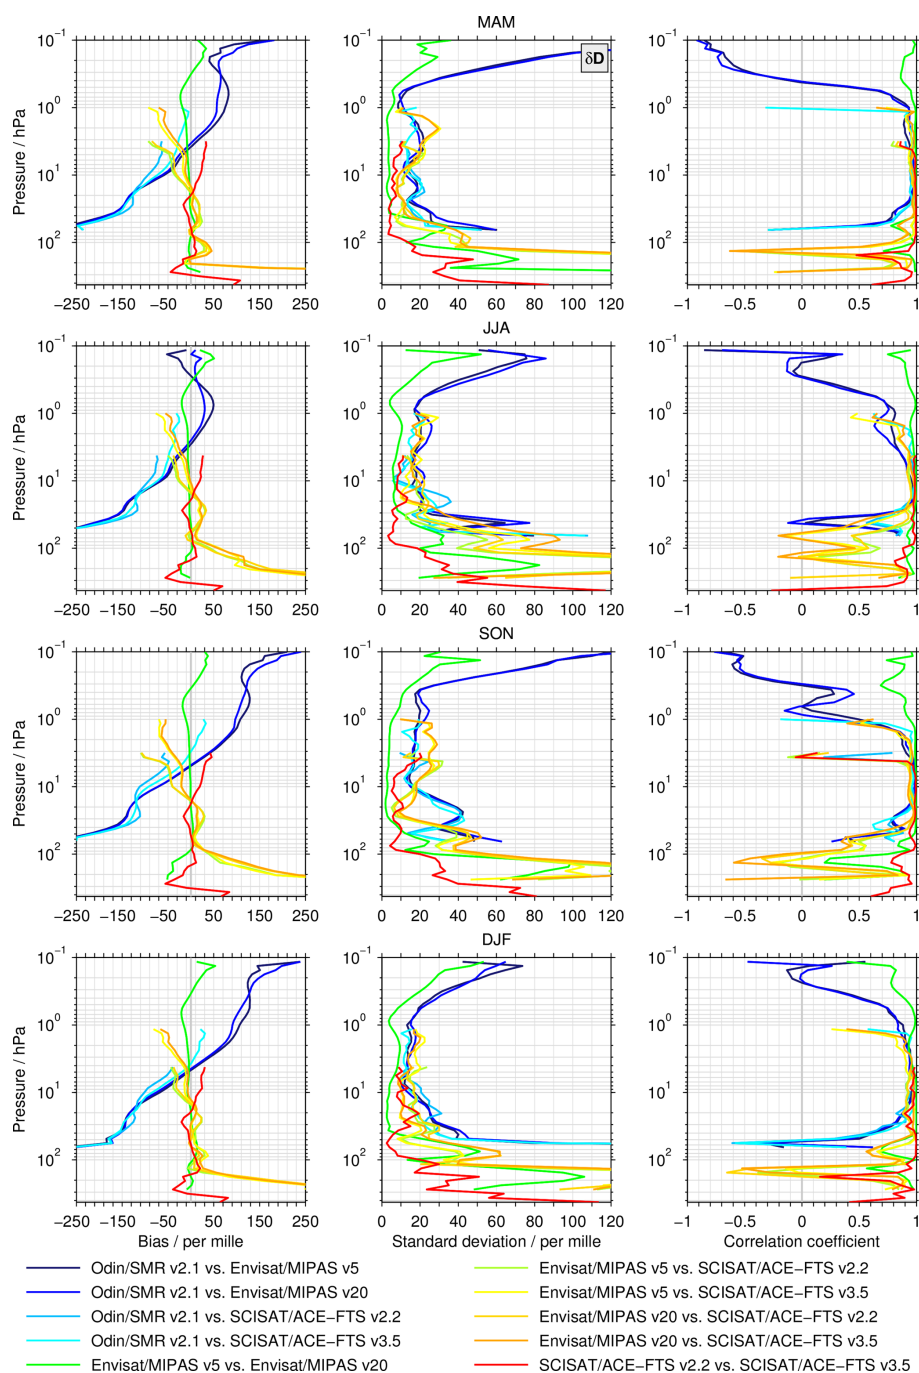 MAM
10⁻¹ 10⁰ 10¹ 10²
Pressure / hPa
δD
−250 −150 −50 50 150 250
0 20 40 60 80 100 120
−1 −0.5 0 0.5 1
JJA
10⁻¹ 10⁰ 10¹ 10²
Pressure / hPa
−250 −150 −50 50 150 250
0 20 40 60 80 100 120
−1 −0.5 0 0.5 1
SON
10⁻¹ 10⁰ 10¹ 10²
Pressure / hPa
−250 −150 −50 50 150 250
0 20 40 60 80 100 120
−1 −0.5 0 0.5 1
DJF
10⁻¹ 10⁰ 10¹ 10²
Pressure / hPa
−250 −150 −50 50 150 250
0 20 40 60 80 100 120
−1 −0.5 0 0.5 1
Bias / per mille
Standard deviation / per mille
Correlation coefficient
Odin/SMR v2.1 vs. Envisat/MIPAS v5
Odin/SMR v2.1 vs. Envisat/MIPAS v20
Odin/SMR v2.1 vs. SCISAT/ACE−FTS v2.2
Odin/SMR v2.1 vs. SCISAT/ACE−FTS v3.5
Envisat/MIPAS v5 vs. Envisat/MIPAS v20
Envisat/MIPAS v5 vs. SCISAT/ACE−FTS v2.2
Envisat/MIPAS v5 vs. SCISAT/ACE−FTS v3.5
Envisat/MIPAS v20 vs. SCISAT/ACE−FTS v2.2
Envisat/MIPAS v20 vs. SCISAT/ACE−FTS v3.5
SCISAT/ACE−FTS v2.2 vs. SCISAT/ACE−FTS v3.5